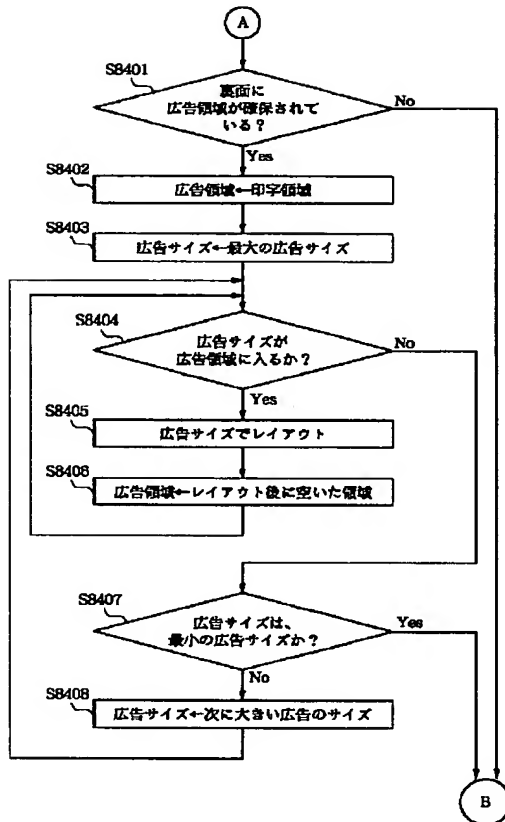 A
S8401
裏面に
広告領域が確保されて
いる？
No
Yes
S8402
広告領域←印字領域
S8403
広告サイズ←最大の広告サイズ
S8404
広告サイズが
広告領域に入るか？
No
Yes
S8405
広告サイズでレイアウト
S8406
広告領域←レイアウト後に空いた領域
S8407
広告サイズは、
最小の広告サイズか？
Yes
No
S8408
広告サイズ←次に大きい広告のサイズ
B